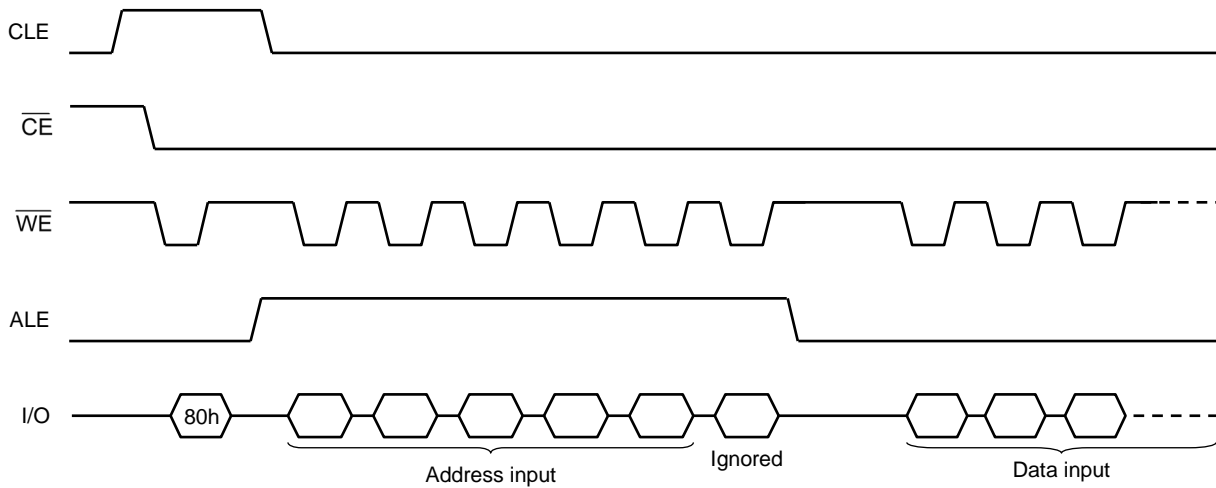 CLE
CE
WE
ALE
I/O
80h
Address input
Ignored
Data input